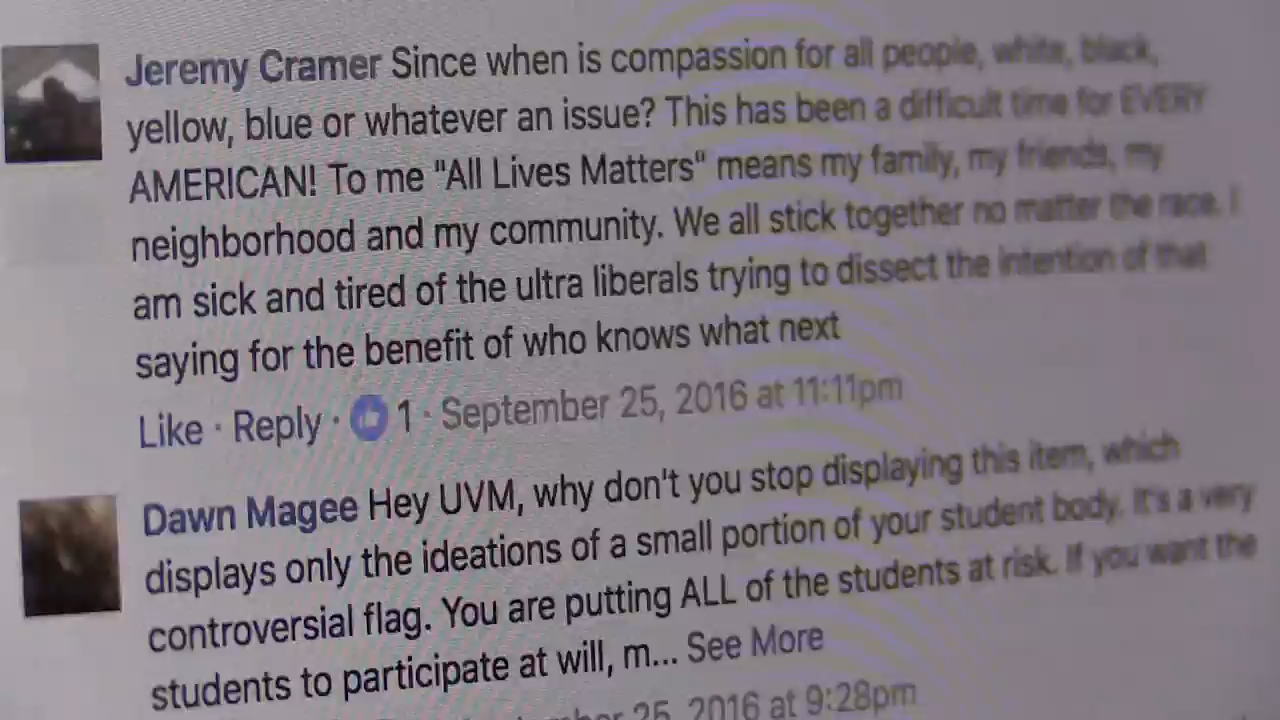 Jeremy Cramer Since when is compassion for all people, white, black,
yellow, blue or whatever an issue? This has been a difficult time for EVERY
AMERICAN! To me "All Lives Matters" means my family, my friends, my
neighborhood and my community. We all stick together no matter the race. I
am sick and tired of the ultra liberals trying to dissect the intention of that
saying for the benefit of who knows what next
Like · Reply · 1 · September 25, 2016 at 11:11pm
Dawn Magee Hey UVM, why don't you stop displaying this item, which
displays only the ideations of a small portion of your student body. It's a very
controversial flag. You are putting ALL of the students at risk. If you want the
students to participate at will, m... See More
25, 2016 at 9:28pm